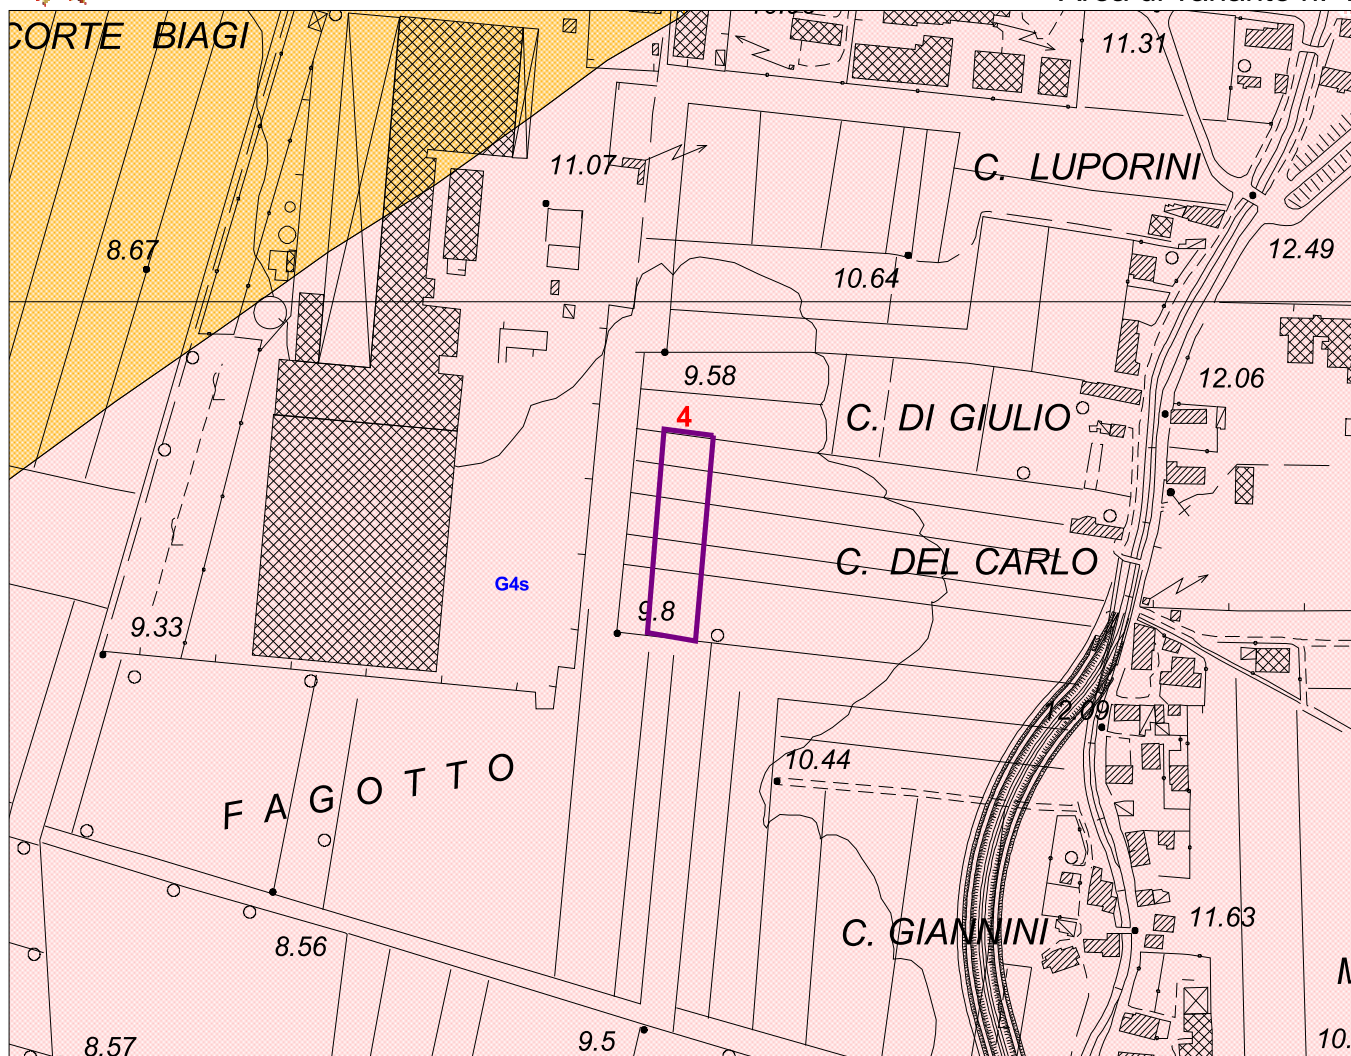 CORTE BIAGI
11.31
11.07
C. LUPORINI
8.67
12.49
10.64
9.58
12.06
4
C. DI GIULIO
C. DEL CARLO
G4s
9.8
9.33
12.09
10.44
FAGOTTO
11.63
C. GIANNINI
8.56
9.5
8.57